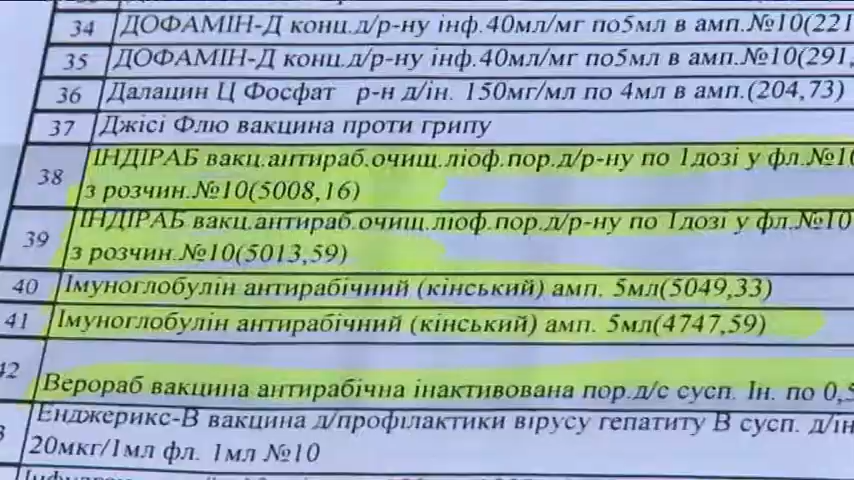 34 ДОФАМІН-Д конц.д/р-ну інф.40мл/мг по5мл в амп.№10(221
35 ДОФАМІН-Д конц.д/р-ну інф.40мл/мг по5мл в амп.№10(291,
36 Далацин Ц Фосфат р-н д/ін. 150мг/мл по 4мл в амп.(204,73)
37 Джісі Флю вакцина проти грипу
38 ІНДІРАБ вакц.антираб.очищ.ліоф.пор.д/р-ну по 1дозі у фл.№10
з розчин.№10(5008,16)
39 ІНДІРАБ вакц.антираб.очищ.ліоф.пор.д/р-ну по 1дозі у фл.№10
з розчин.№10(5013,59)
40 Імуноглобулін антирабічний (кінський) амп. 5мл(5049,33)
41 Імуноглобулін антирабічний (кінський) амп. 5мл(4747,59)
42 Верораб вакцина антирабічна інактивована пор.д/с сусп. Ін. по 0,5
3 Енджерикс-В вакцина д/профілактики вірусу гепатиту В сусп. д/ін
20мкг/1мл фл. 1мл №10